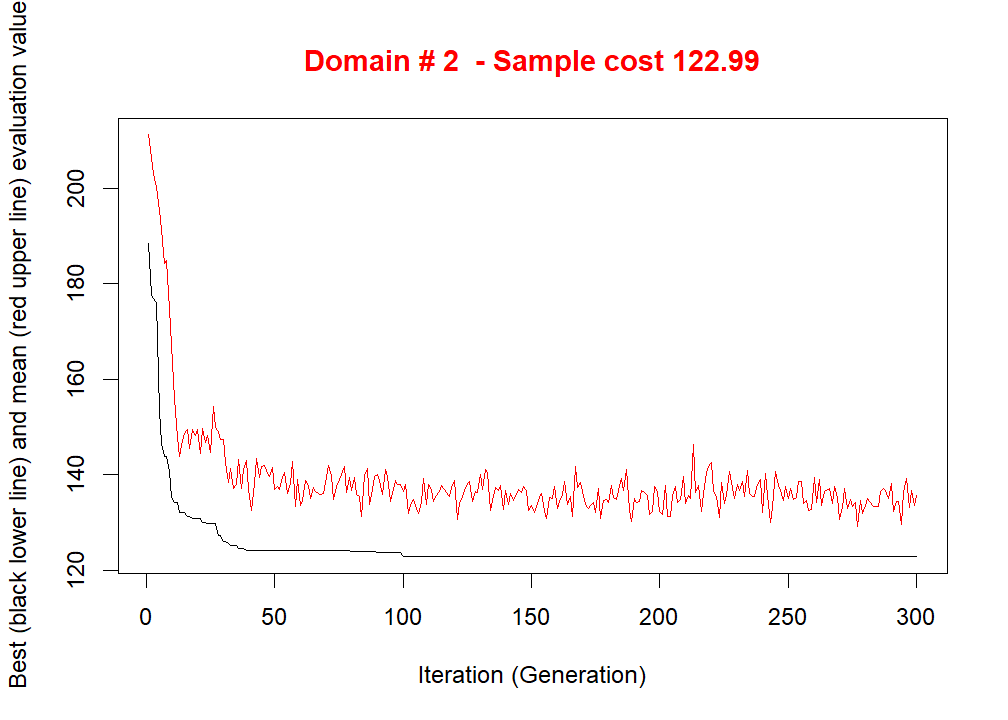 Domain # 2  - Sample cost 122.99
Best (black lower line) and mean (red upper line) evaluation value
200
180
160
140
120
0 50 100 150 200 250 300
Iteration (Generation)